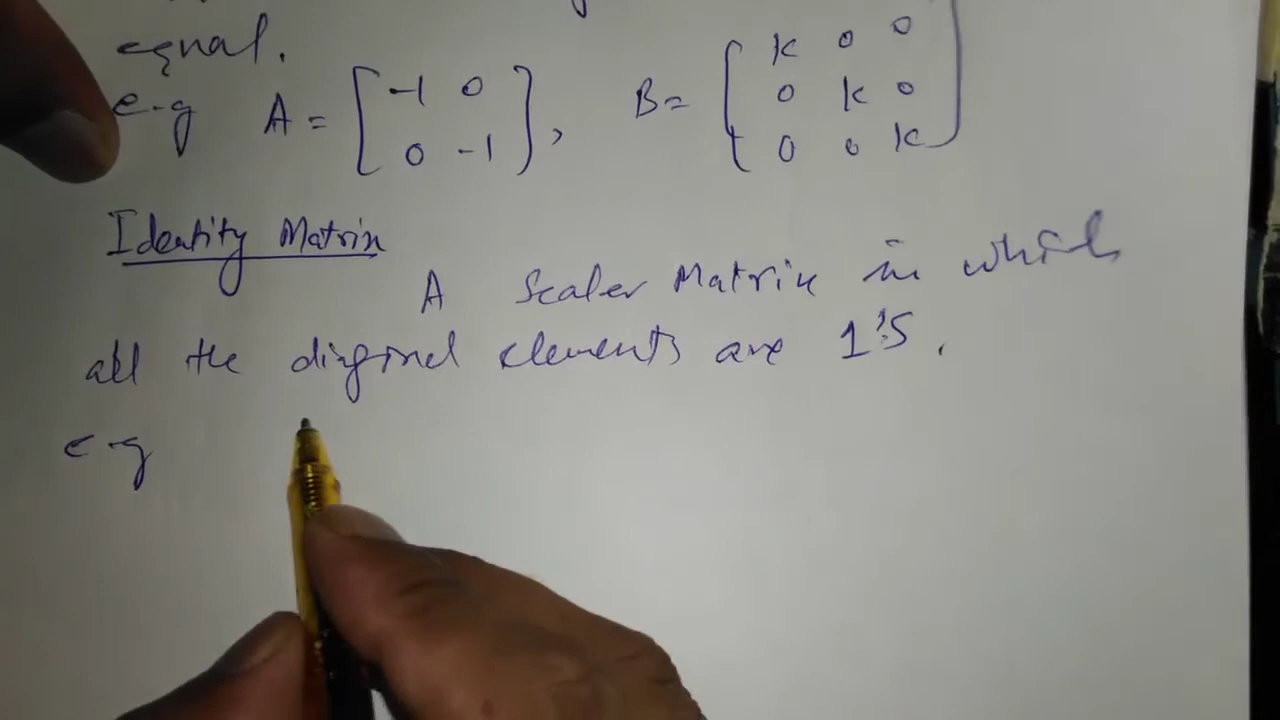 equal.
e-g A = [ -1 0 0 -1 ], B = [ k 0 0 0 k 0 0 0 k ]
Identity Matrix
A Scaler Matrix in which
all the diagonal elements are 1's.
e-g